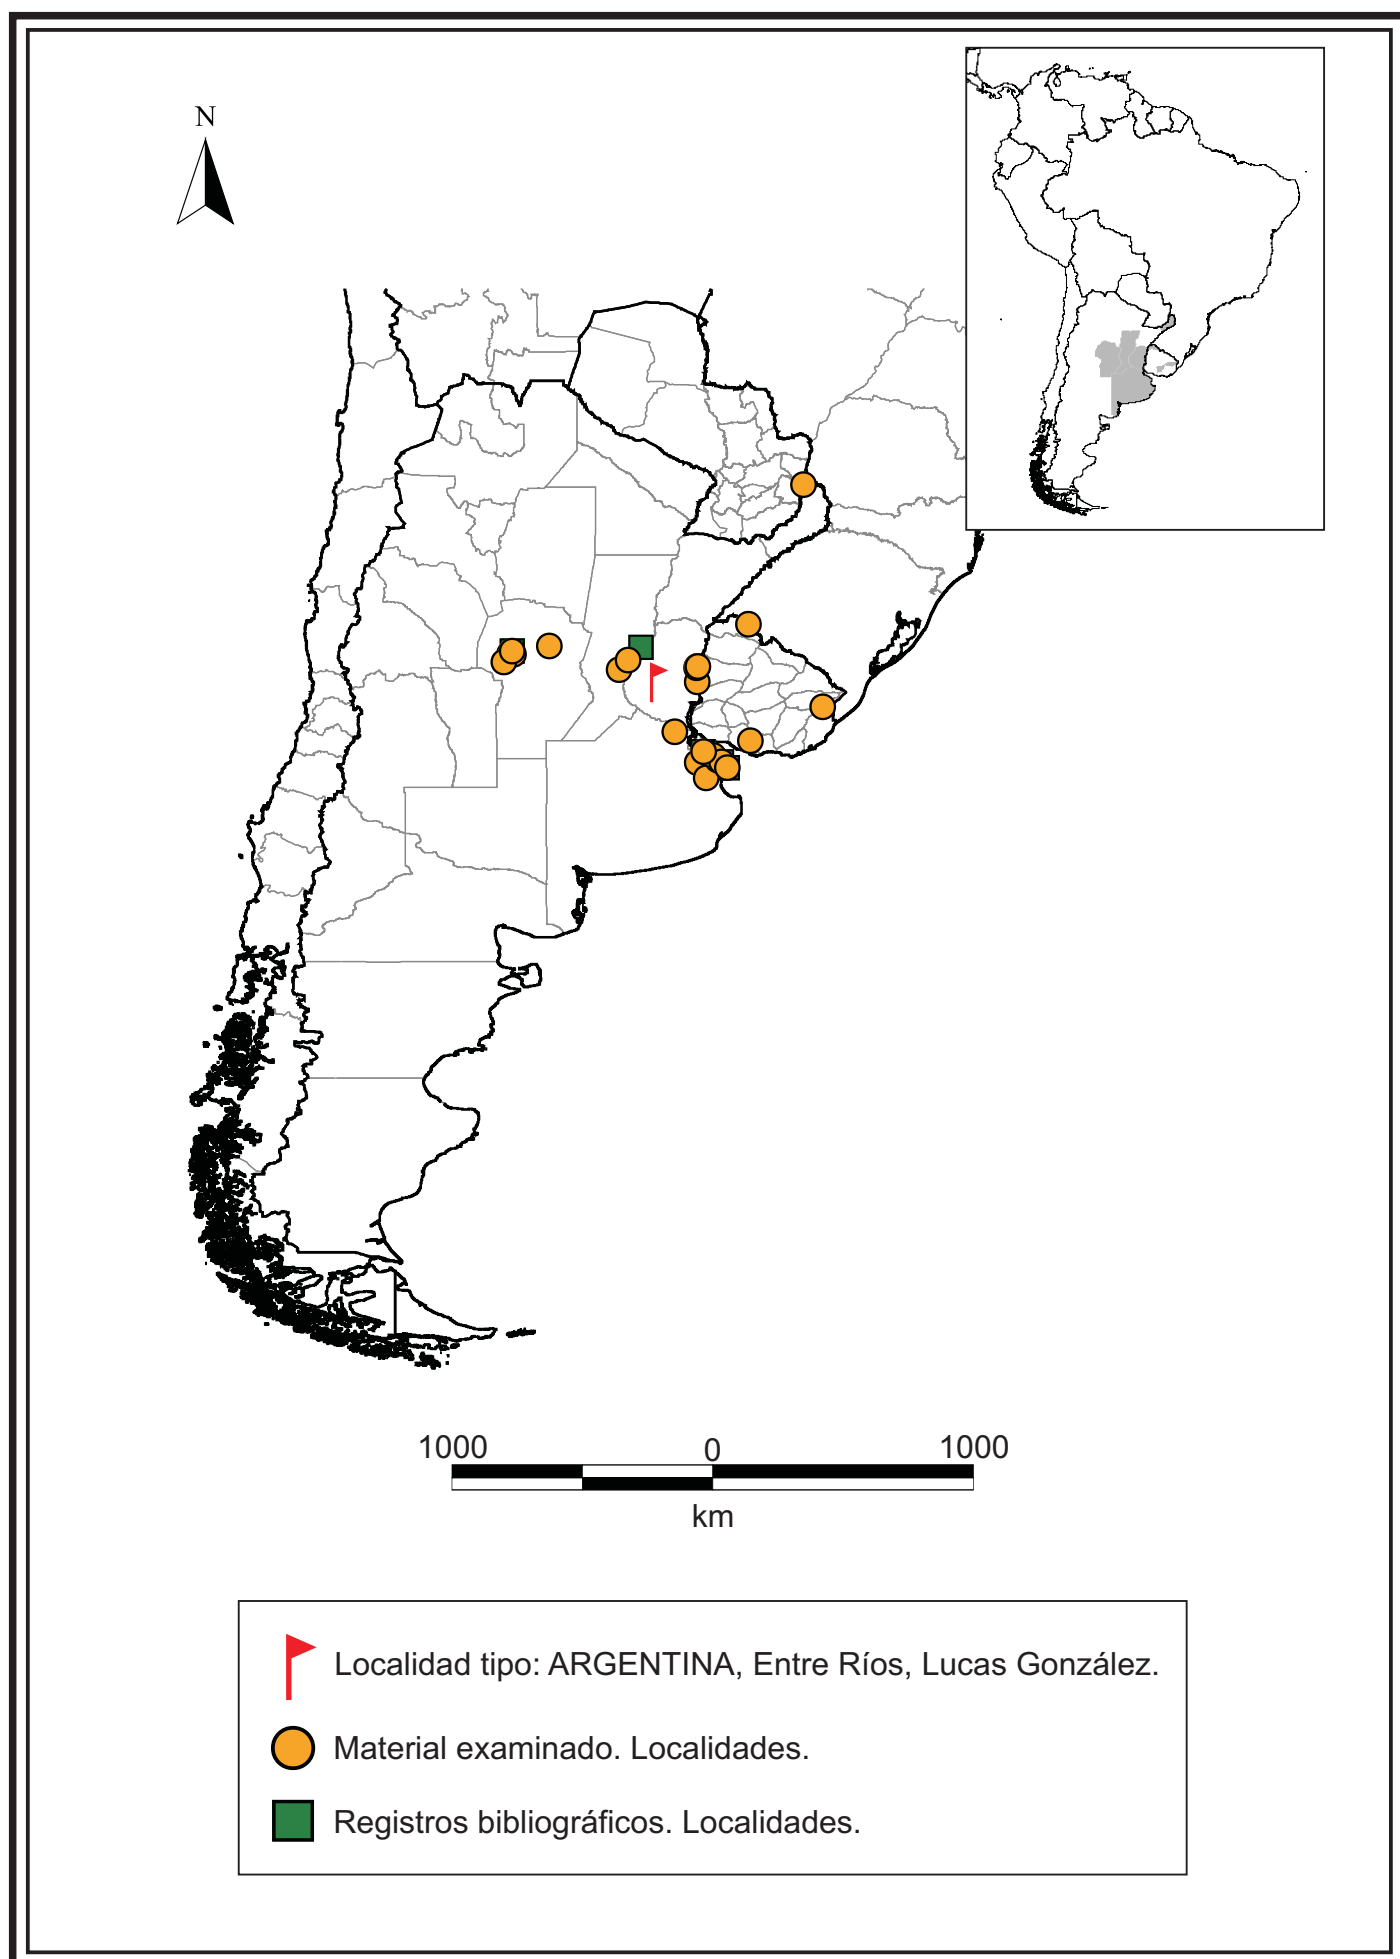 N
1000 0 1000
km
Localidad tipo: ARGENTINA, Entre Ríos, Lucas González.
Material examinado. Localidades.
Registros bibliográficos. Localidades.